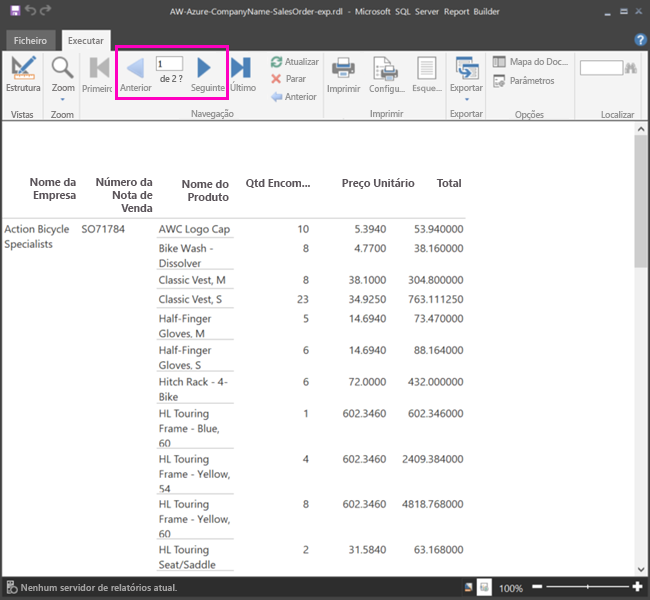 AW-Azure-CompanyName-SalesOrder-exp.rdl - Microsoft SQL Server Report Builder
Ficheiro
Executar
Estrutura
Zoom
Primeiro
Anterior
1
de 2 ?
Seguinte
Último
Atualizar
Parar
Anterior
Imprimir
Configu...
Esque...
Exportar
Mapa do Doc...
Parâmetros
Vistas
Zoom
Navegação
Imprimir
Exportar
Opções
Localizar
Nome da Empresa
Número da Nota de Venda
Nome do Produto
Qtd Encom...
Preço Unitário
Total
Action Bicycle Specialists
SO71784
AWC Logo Cap 10 5.3940 53.940000
Bike Wash - Dissolver 8 4.7700 38.160000
Classic Vest, M 8 38.1000 304.800000
Classic Vest, S 23 34.9250 763.111250
Half-Finger Gloves, M 5 14.6940 73.470000
Half-Finger Gloves, S 6 14.6940 88.164000
Hitch Rack - 4-Bike 6 72.0000 432.000000
HL Touring Frame - Blue, 60 1 602.3460 602.346000
HL Touring Frame - Yellow, 54 4 602.3460 2409.384000
HL Touring Frame - Yellow, 60 8 602.3460 4818.768000
HL Touring Seat/Saddle 2 31.5840 63.168000
Nenhum servidor de relatórios atual.
100%